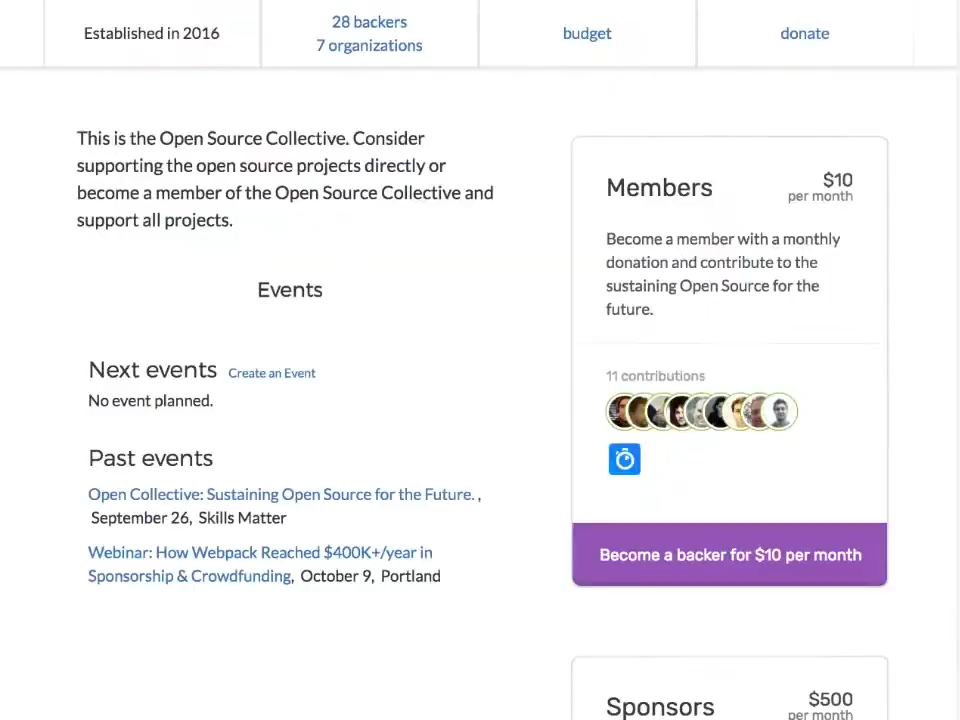 Established in 2016
28 backers
7 organizations
budget
donate
This is the Open Source Collective. Consider
supporting the open source projects directly or
become a member of the Open Source Collective and
support all projects.
Events
Next events Create an Event
No event planned.
Past events
Open Collective: Sustaining Open Source for the Future. ,
September 26, Skills Matter
Webinar: How Webpack Reached $400K+/year in
Sponsorship & Crowdfunding, October 9, Portland
Members
$10
per month
Become a member with a monthly
donation and contribute to the
sustaining Open Source for the
future.
11 contributions
Become a backer for $10 per month
Sponsors
$500
per month